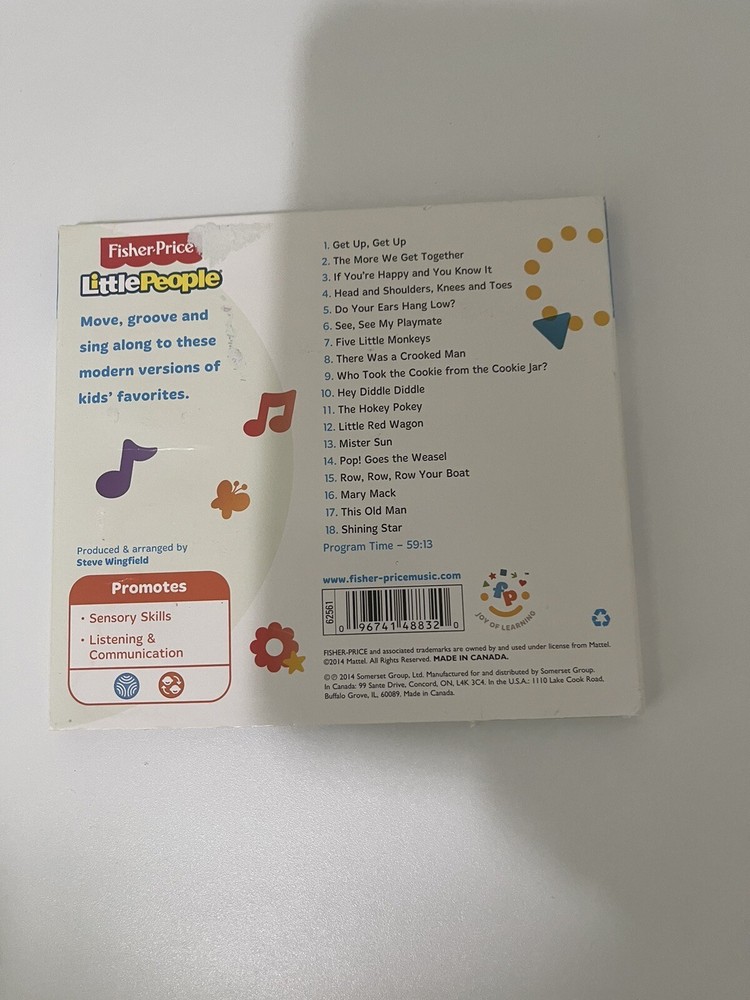 Fisher-Price
LittlePeople
Move, groove and
sing along to these
modern versions of
kids' favorites.
Produced & arranged by
Steve Wingfield
Promotes
• Sensory Skills
• Listening &
Communication
1. Get Up, Get Up
2. The More We Get Together
3. If You're Happy and You Know It
4. Head and Shoulders, Knees and Toes
5. Do Your Ears Hang Low?
6. See, See My Playmate
7. Five Little Monkeys
8. There Was a Crooked Man
9. Who Took the Cookie from the Cookie Jar?
10. Hey Diddle Diddle
11. The Hokey Pokey
12. Little Red Wagon
13. Mister Sun
14. Pop! Goes the Weasel
15. Row, Row, Row Your Boat
16. Mary Mack
17. This Old Man
18. Shining Star
Program Time – 59:13
www.fisher-pricemusic.com
62561
0 96741 48832 0
fp
JOY OF LEARNING
FISHER-PRICE and associated trademarks are owned by and used under license from Mattel.
©2014 Mattel. All Rights Reserved. MADE IN CANADA.
©℗ 2014 Somerset Group, Ltd. Manufactured for and distributed by Somerset Group.
In Canada: 99 Sante Drive, Concord, ON, L4K 3C4. In the U.S.A.: 1110 Lake Cook Road,
Buffalo Grove, IL, 60089. Made in Canada.